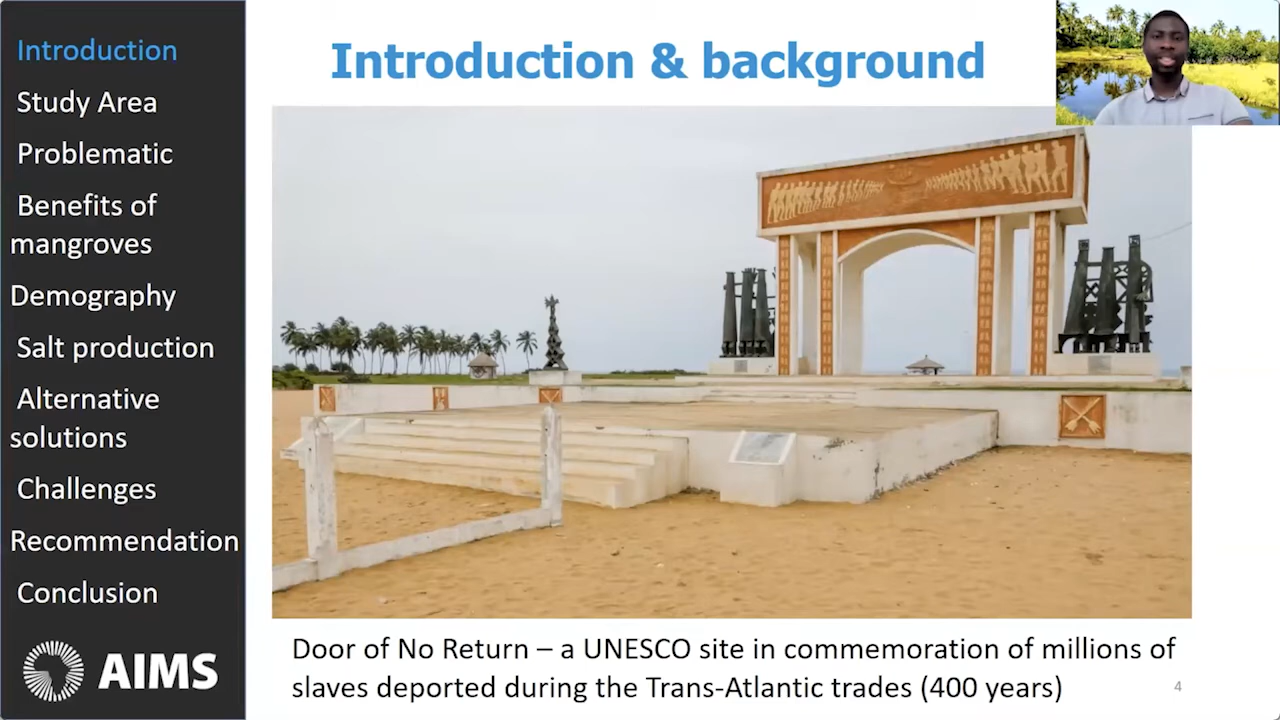 Introduction
Study Area
Problematic
Benefits of
mangroves
Demography
Salt production
Alternative
solutions
Challenges
Recommendation
Conclusion
AIMS
Introduction & background
Door of No Return – a UNESCO site in commemoration of millions of
slaves deported during the Trans-Atlantic trades (400 years)
4